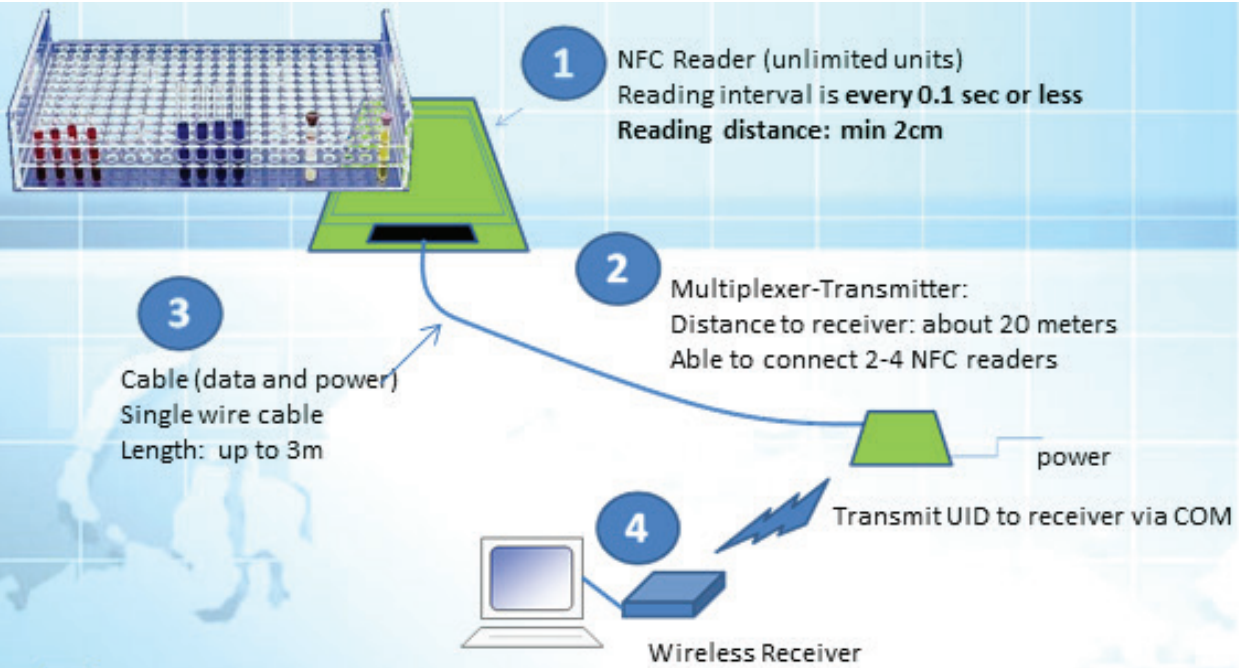 1
NFC Reader (unlimited units)
Reading interval is every 0.1 sec or less
Reading distance: min 2cm
2
Multiplexer-Transmitter:
Distance to receiver: about 20 meters
Able to connect 2-4 NFC readers
3
Cable (data and power)
Single wire cable
Length: up to 3m
power
Transmit UID to receiver via COM
4
Wireless Receiver